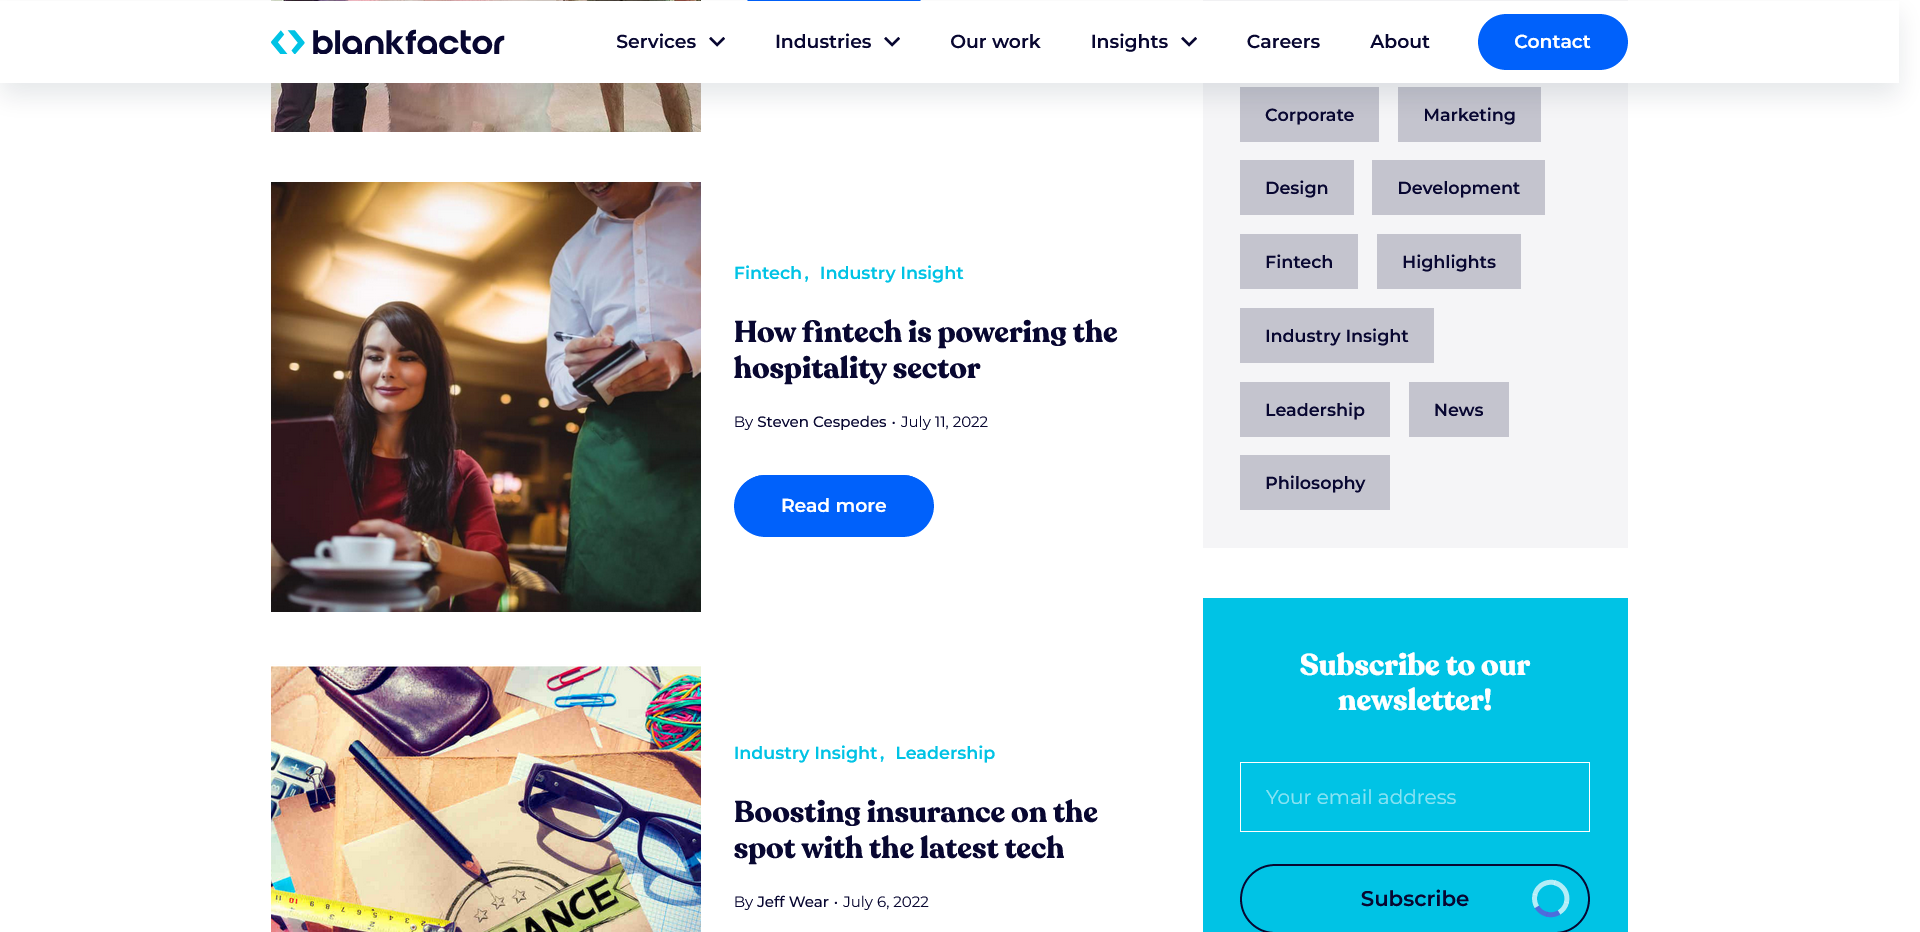 blankfactor
Services
Industries
Our work
Insights
Careers
About
Contact
Corporate
Marketing
Design
Development
Fintech
Highlights
Industry Insight
Leadership
News
Philosophy
Fintech, Industry Insight
How fintech is powering the
hospitality sector
By Steven Cespedes • July 11, 2022
Read more
Industry Insight, Leadership
Boosting insurance on the
spot with the latest tech
By Jeff Wear • July 6, 2022
Subscribe to our
newsletter!
Your email address
Subscribe